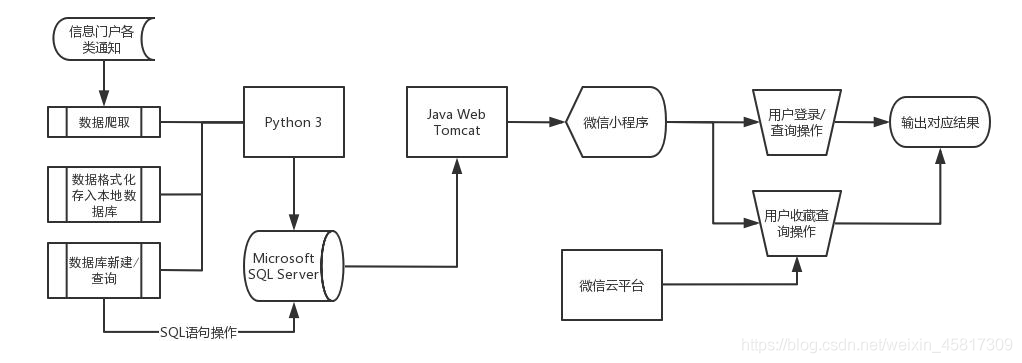 信息门户各
类通知
数据爬取
数据格式化
存入本地数
据库
数据库新建/
查询
SQL语句操作
Python 3
Microsoft
SQL Server
Java Web
Tomcat
微信小程序
用户登录/
查询操作
输出对应结果
用户收藏查
询操作
微信云平台
https://blog.csdn.net/weixin_45817309